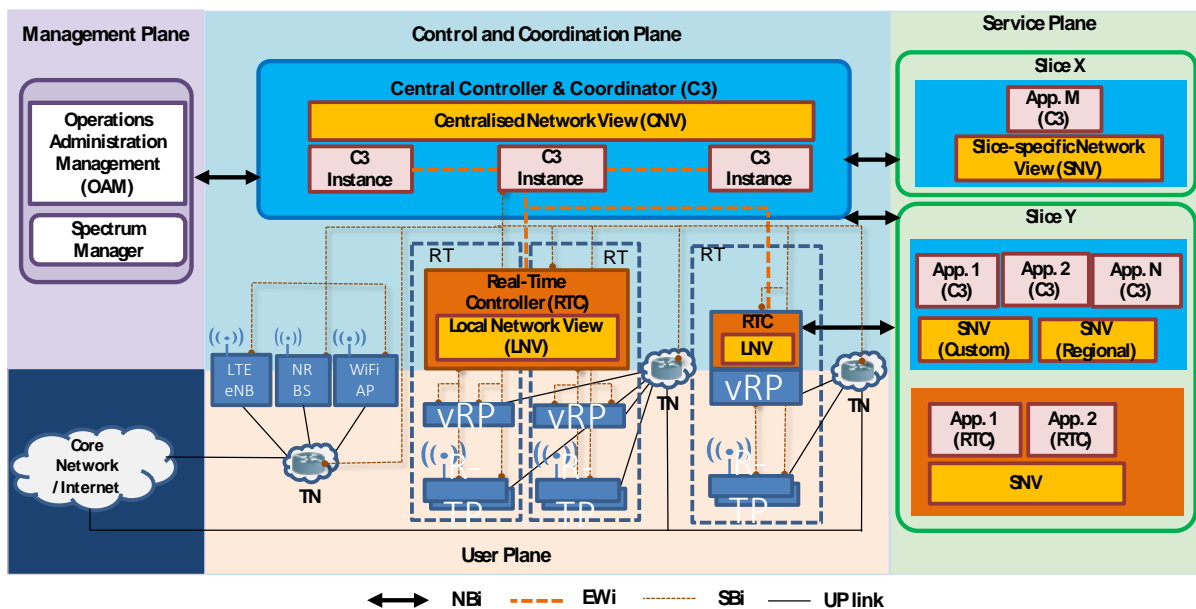 Management Plane
Control and Coordination Plane
Service Plane
Operations
Administration
Management
(OAM)
Spectrum
Manager
Central Controller & Coordinator (C3)
Centralised Network View (CNV)
C3
Instance
C3
Instance
C3
Instance
Slice X
App. M
(C3)
Slice-specific Network
View (SNV)
Slice Y
App. 1
(C3)
App. 2
(C3)
App. N
(C3)
SNV
(Custom)
SNV
(Regional)
App. 1
(RTC)
App. 2
(RTC)
SNV
RT
RT
RT
Real-Time
Controller (RTC)
Local Network View
(LNV)
RTC
LNV
vRP
LTE
eNB
NR
BS
WiFi
AP
vRP
vRP
TN
TN
TN
R-
TP
R-
TP
R-
TP
Core
Network
/ Internet
User Plane
NBi
EWi
SBi
UP link